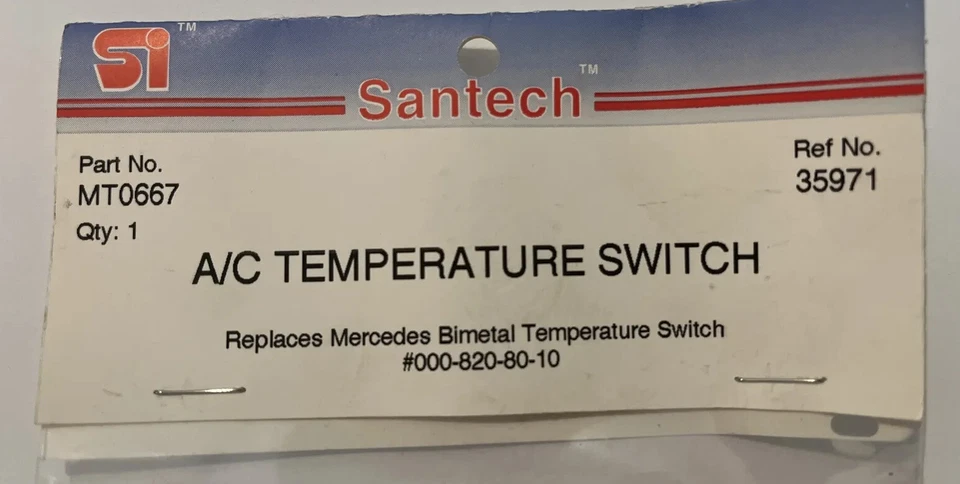 Si™
Santech™
Part No.
MT0667
Qty: 1
Ref No.
35971
A/C TEMPERATURE SWITCH
Replaces Mercedes Bimetal Temperature Switch
#000-820-80-10